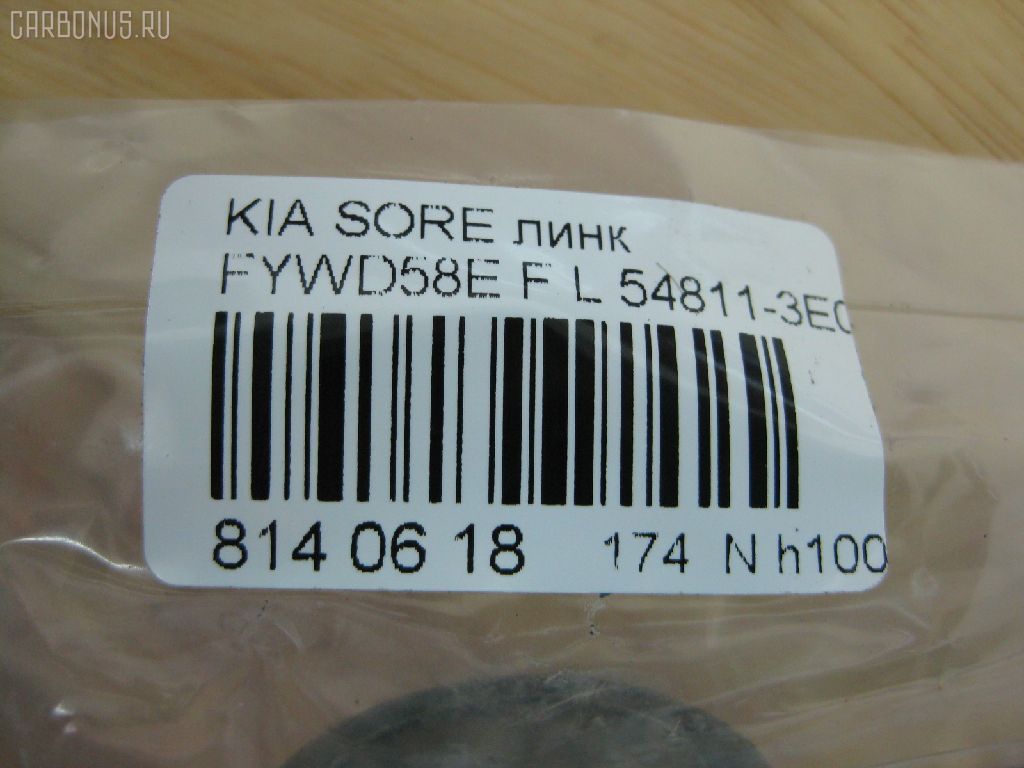 CARBONUS.RU
KIA SORE линк
FYWD58E F L 54811-3E0
814 06 18 174 N h100